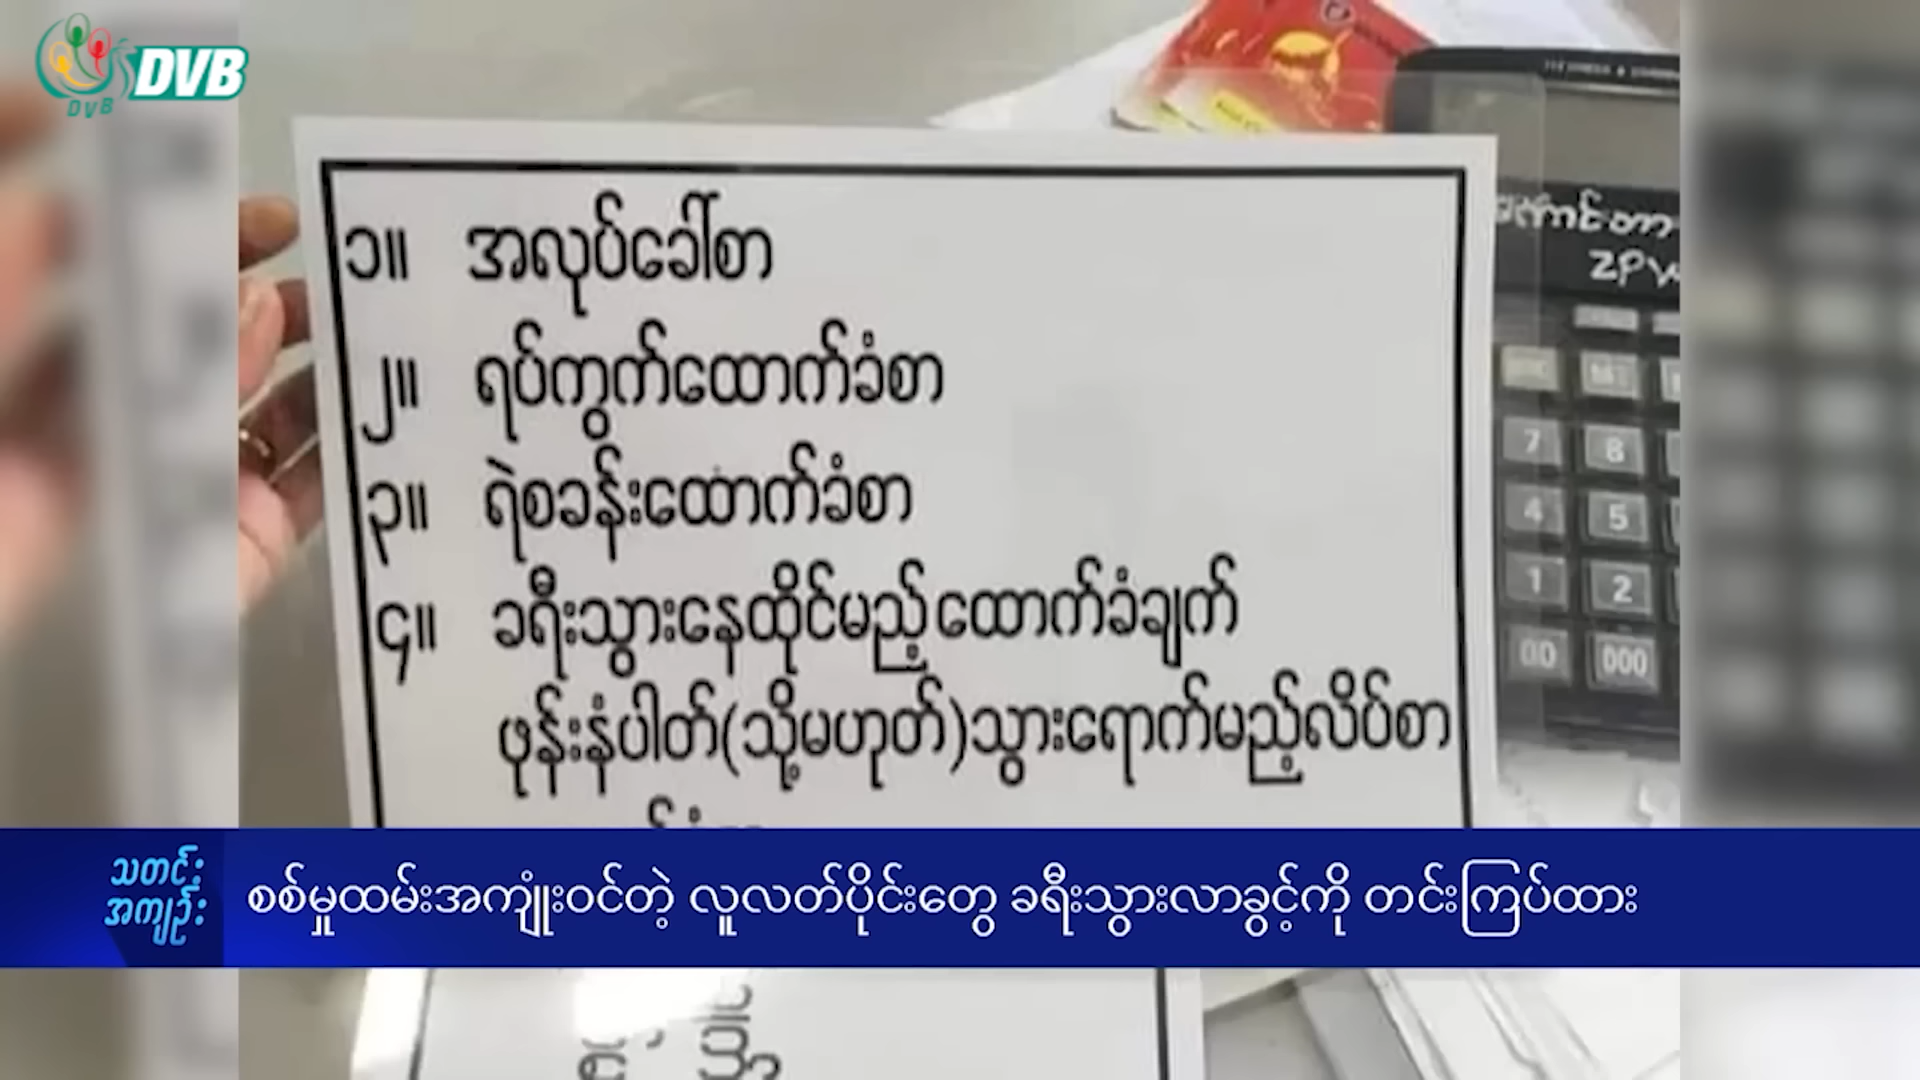 DVB
DVB
၁။ အလုပ်ခေါ်စာ
၂။ ရပ်ကွက်ထောက်ခံစာ
၃။ ရဲစခန်းထောက်ခံစာ
၄။ ခရီးသွားနေထိုင်မည့်ထောက်ခံချက်
ဖုန်းနံပါတ်(သို့မဟုတ်)သွားရောက်မည့်လိပ်စာ
ZPY
7 8
4 5
1 2
00 000
သတင်း
အကျဉ်း
စစ်မှုထမ်းအကျုံးဝင်တဲ့ လူလတ်ပိုင်းတွေ ခရီးသွားလာခွင့်ကို တင်းကြပ်ထား